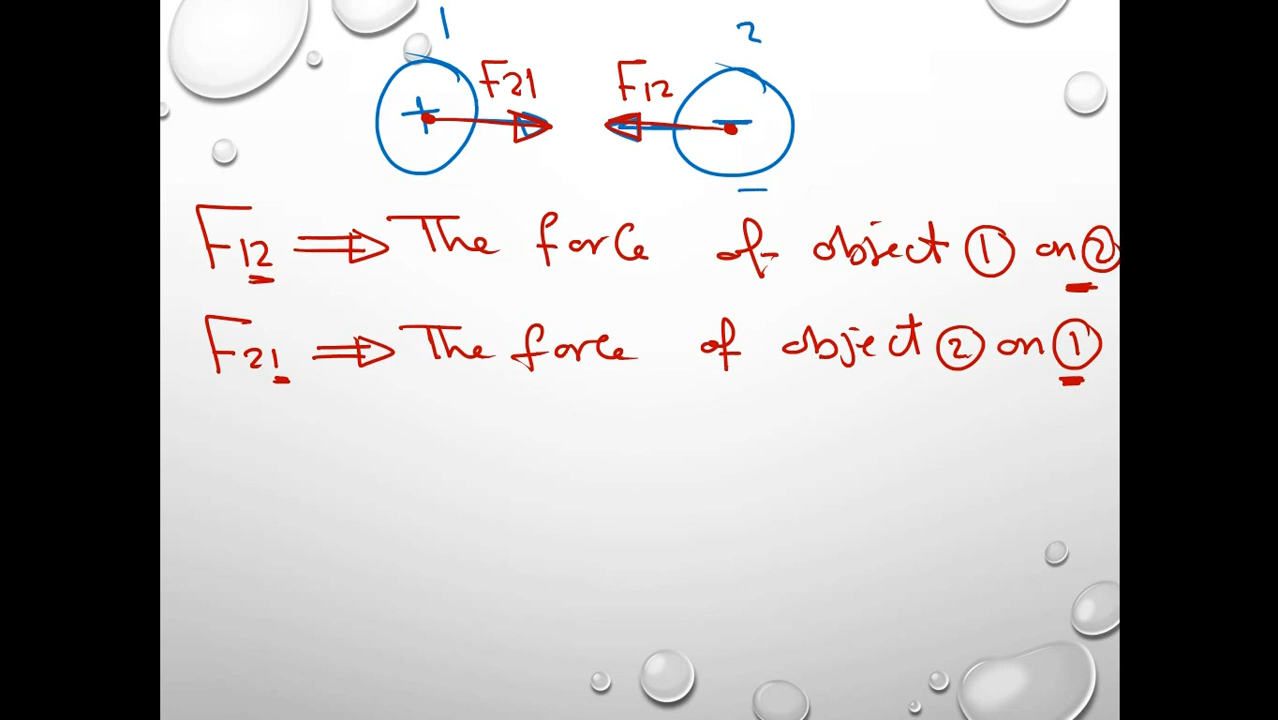 1 2
+ F21 F12 −
−
F12 ⇒ The force of object ① on ②
F21 ⇒ The force of object ② on ①